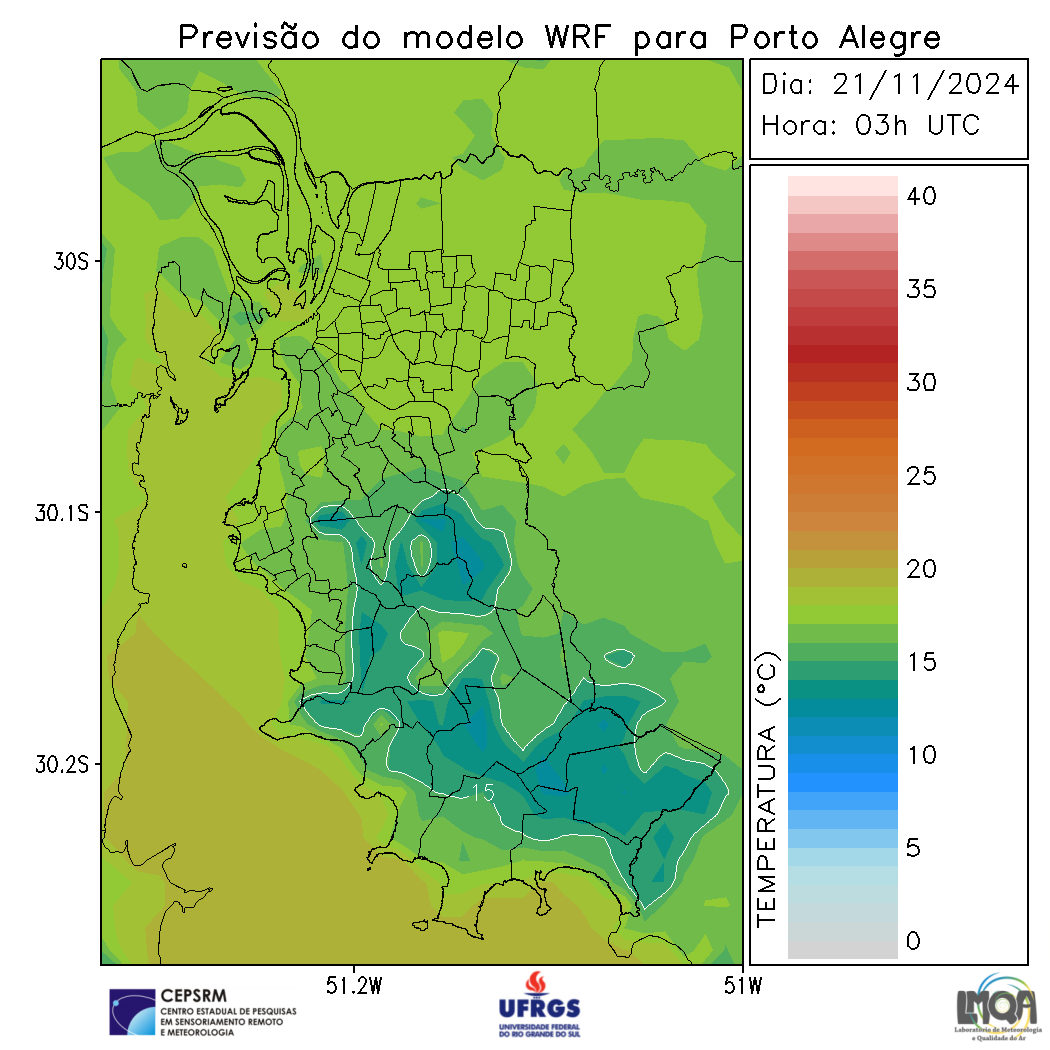 Previsão do modelo WRF para Porto Alegre
Dia: 21/11/2024
Hora: 03h UTC
40
35
30
25
20
15
10
5
0
TEMPERATURA (°C)
30S
30.1S
30.2S
15
51.2W
51W
CEPSRM
CENTRO ESTADUAL DE PESQUISAS
EM SENSORIAMENTO REMOTO
E METEOROLOGIA
UFRGS
UNIVERSIDADE FEDERAL
DO RIO GRANDE DO SUL
LMQA
Laboratório de Meteorologia
e Qualidade do Ar